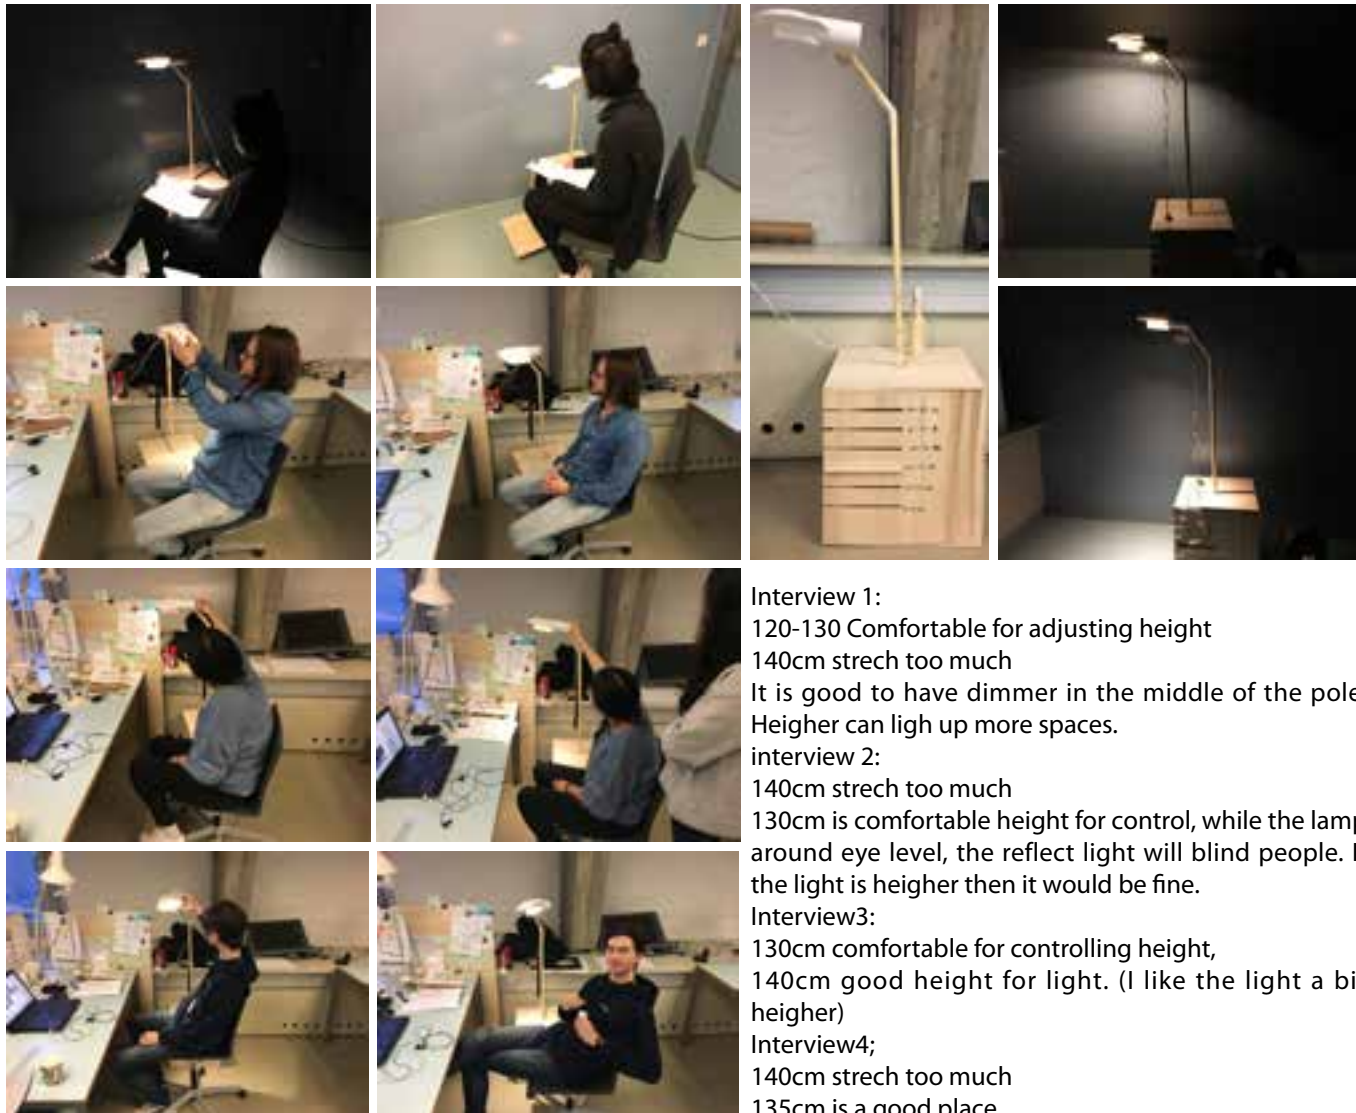 Interview 1:
120-130 Comfortable for adjusting height
140cm strech too much
It is good to have dimmer in the middle of the pole
Heigher can ligh up more spaces.
interview 2:
140cm strech too much
130cm is comfortable height for control, while the lamp
around eye level, the reflect light will blind people. I
the light is heigher then it would be fine.
Interview3:
130cm comfortable for controlling height,
140cm good height for light. (I like the light a bi
heigher)
Interview4;
140cm strech too much
135cm is a good place